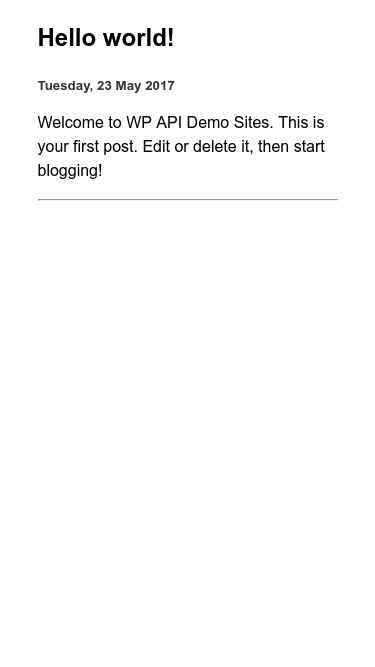 Hello world!
Tuesday, 23 May 2017
Welcome to WP API Demo Sites. This is
your first post. Edit or delete it, then start
blogging!